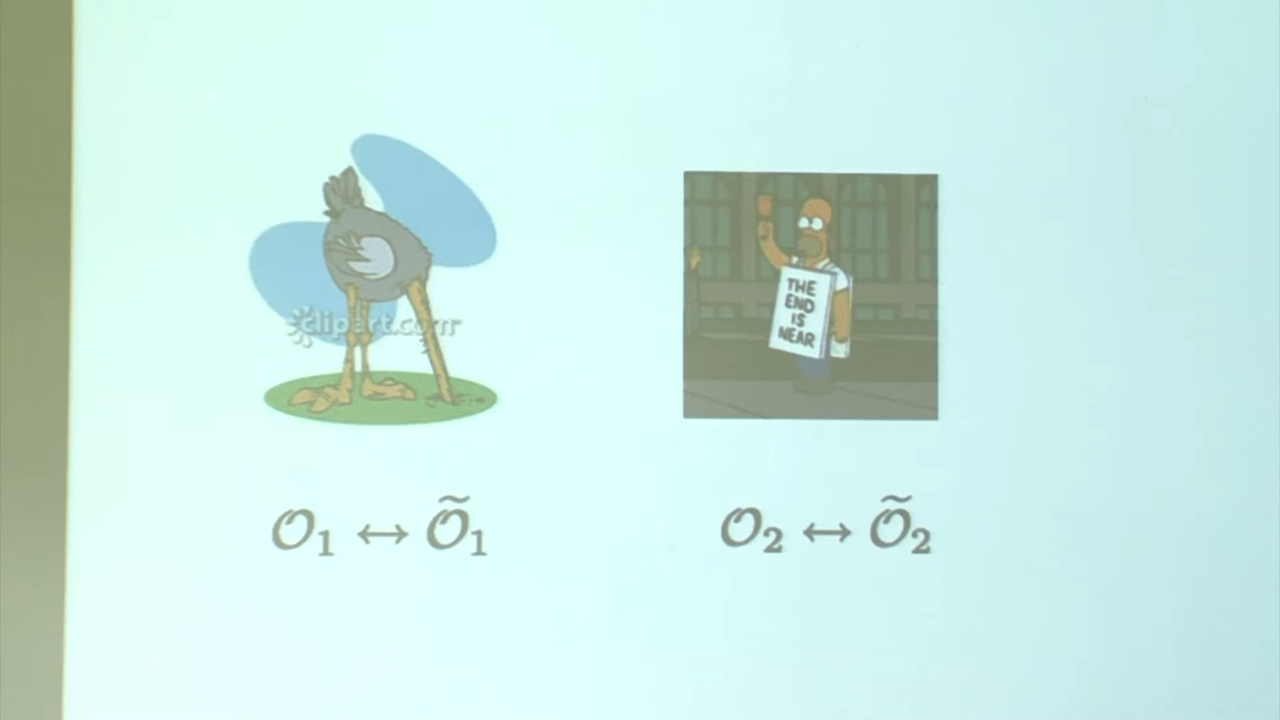 clipart.com
THE
END
IS
NEAR
𝒪₁ ↔ 𝒪̃₁
𝒪₂ ↔ 𝒪̃₂